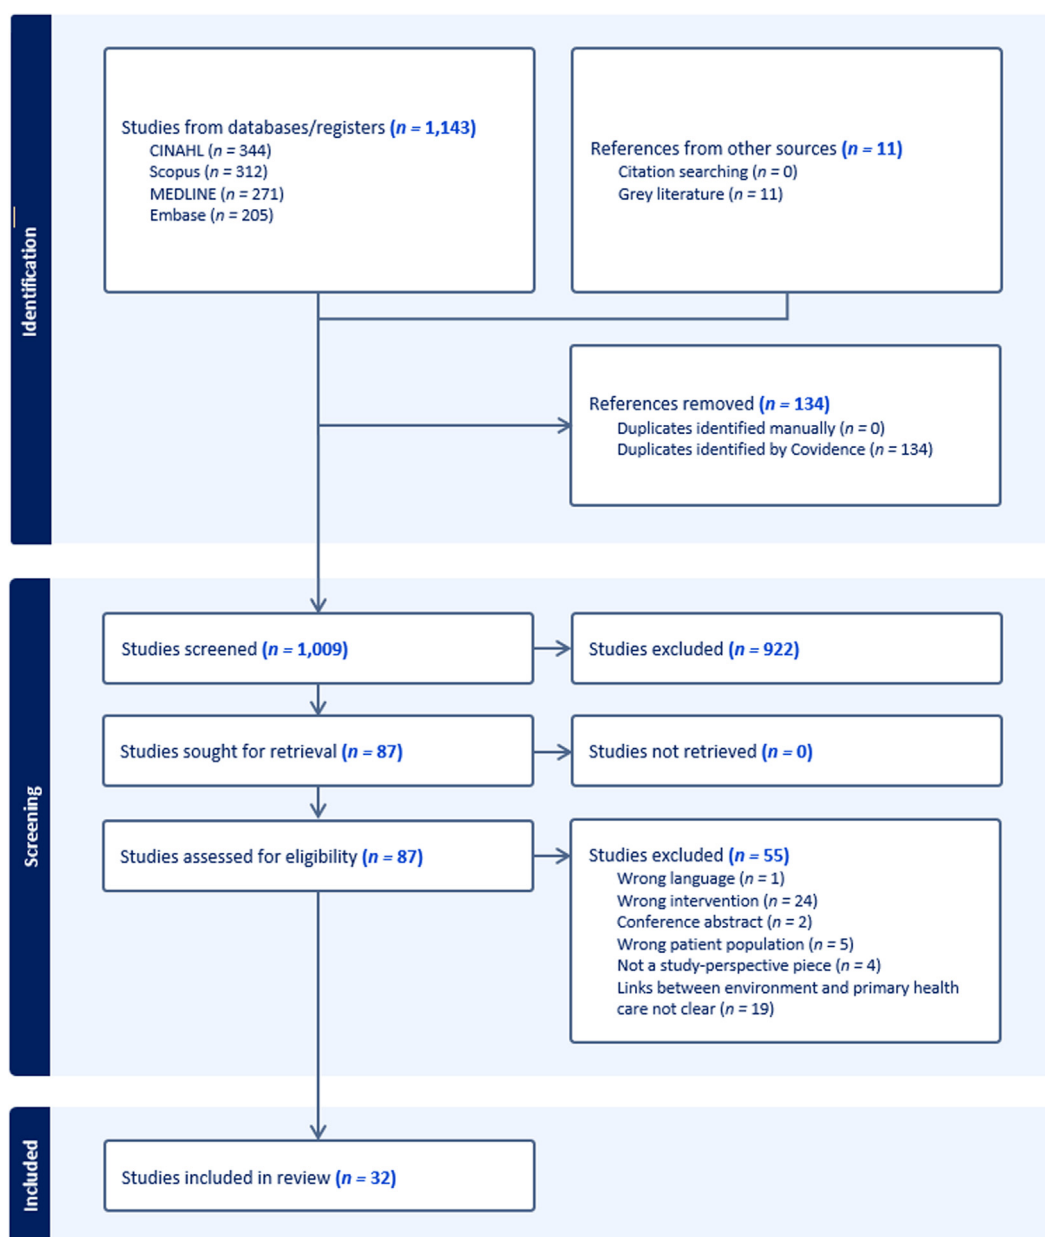 Identification
Studies from databases/registers (n = 1,143)
CINAHL (n = 344)
Scopus (n = 312)
MEDLINE (n = 271)
Embase (n = 205)
References from other sources (n = 11)
Citation searching (n = 0)
Grey literature (n = 11)
References removed (n = 134)
Duplicates identified manually (n = 0)
Duplicates identified by Covidence (n = 134)
Screening
Studies screened (n = 1,009)
Studies excluded (n = 922)
Studies sought for retrieval (n = 87)
Studies not retrieved (n = 0)
Studies assessed for eligibility (n = 87)
Studies excluded (n = 55)
Wrong language (n = 1)
Wrong intervention (n = 24)
Conference abstract (n = 2)
Wrong patient population (n = 5)
Not a study-perspective piece (n = 4)
Links between environment and primary health
care not clear (n = 19)
Included
Studies included in review (n = 32)